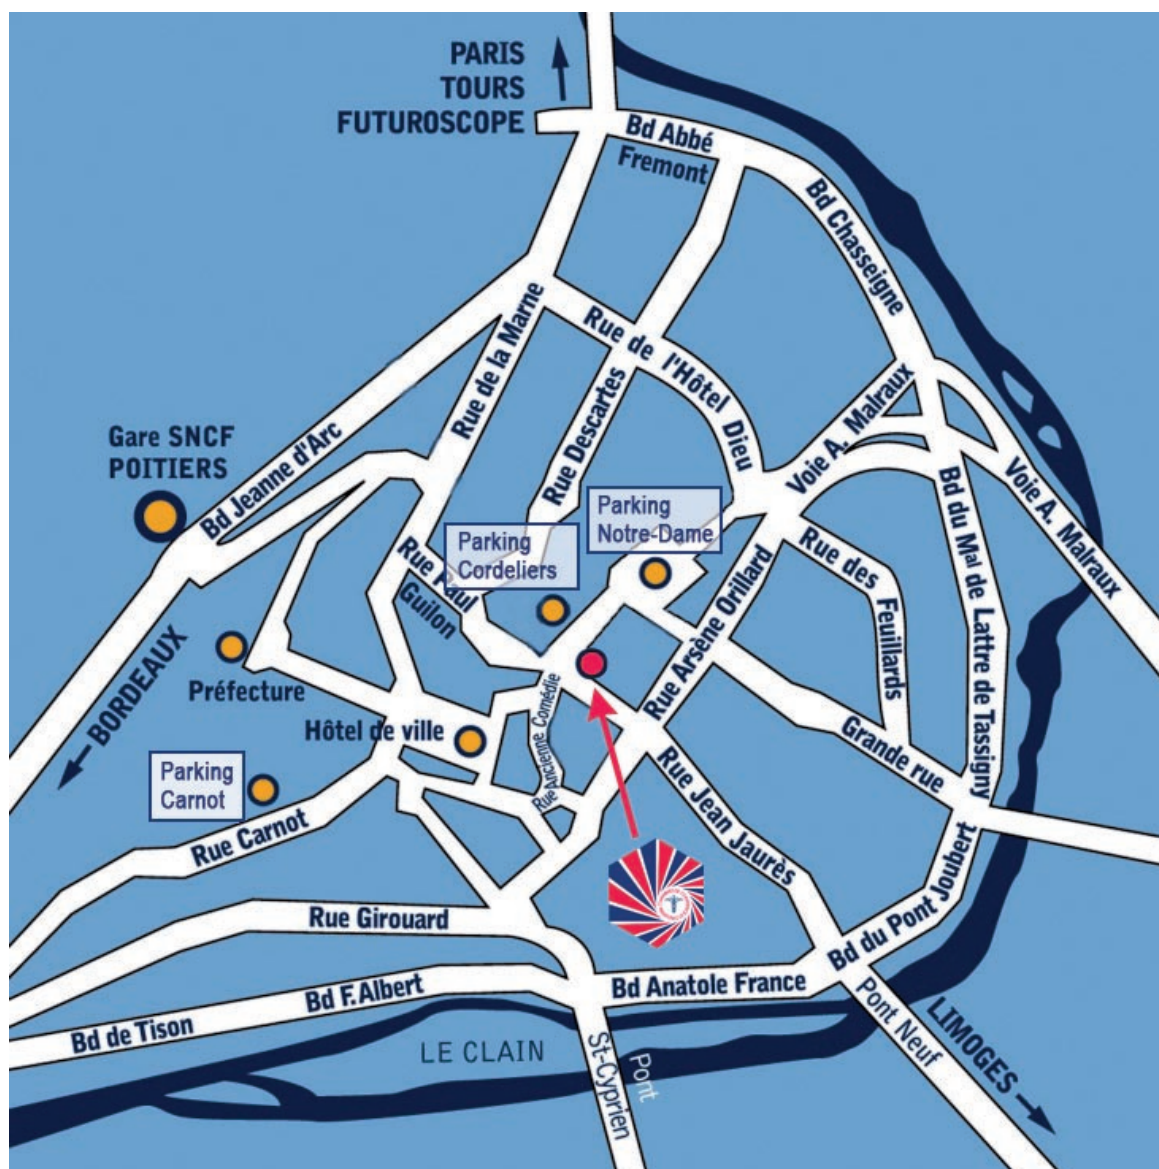 PARIS
TOURS
FUTUROSCOPE
Bd Abbé
Fremont
Bd Chasseigne
Rue de la Marne
Rue de l'Hôtel Dieu
Rue Descartes
Voie A. Malraux
Gare SNCF
POITIERS
Bd Jeanne d'Arc
Parking
Notre-Dame
Parking
Cordeliers
Bd du Mal de Lattre de Tassigny
Voie A. Malraux
Rue Paul
Guilon
Rue des
Feuillards
Rue Arsène Orillard
BORDEAUX
Préfecture
Hôtel de ville
Rue Ancienne Comédie
Grande rue
Parking
Carnot
Rue Carnot
Rue Jean Jaurès
Rue Girouard
Bd du Pont Joubert
Bd F. Albert
Bd Anatole France
Bd de Tison
LE CLAIN
Pont
St-Cyprien
Pont Neuf
LIMOGES